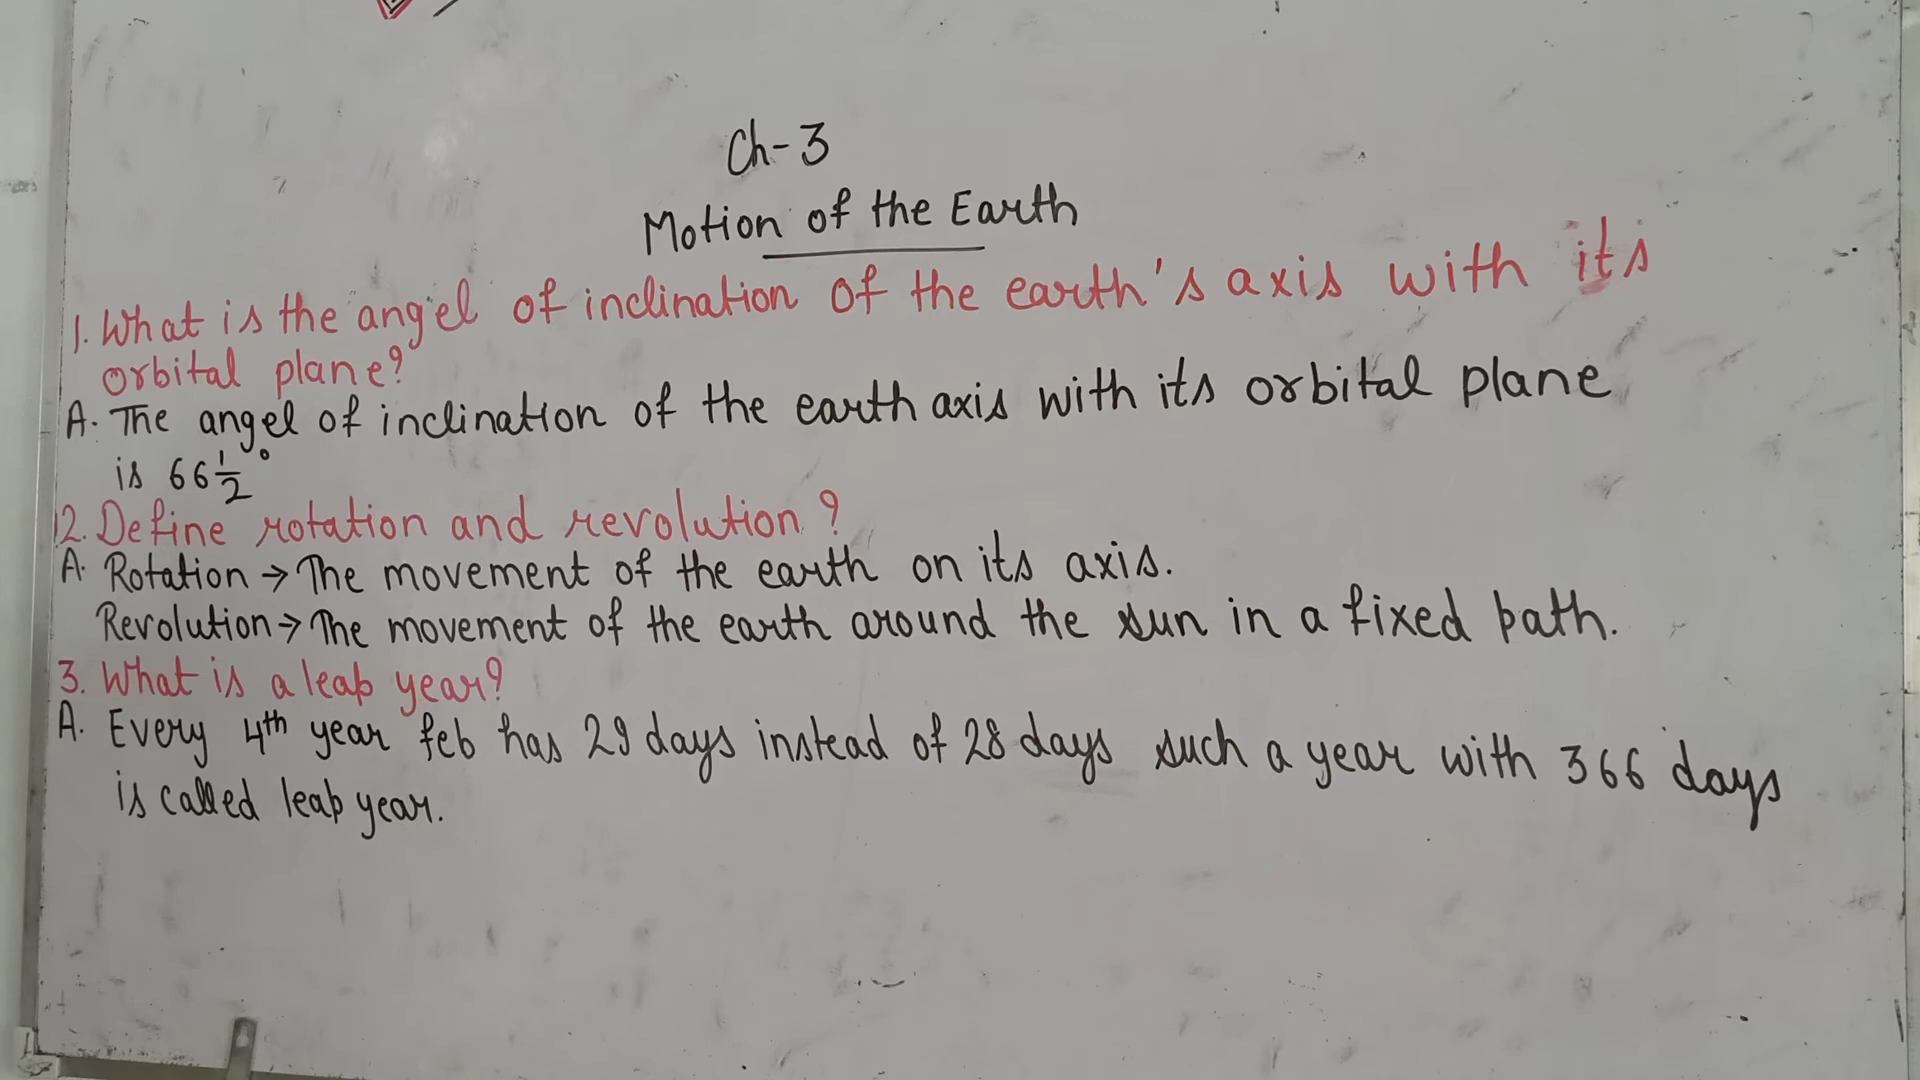 Ch-3
Motion of the Earth
1. What is the angel of inclination of the earth's axis with its
orbital plane?
A. The angel of inclination of the earth axis with its orbital plane
is 66 1/2°
2. Define rotation and revolution ?
A. Rotation → The movement of the earth on its axis.
Revolution → The movement of the earth around the sun in a fixed path.
3. What is a leap year?
A. Every 4th year feb has 29 days instead of 28 days such a year with 366 days
is called leap year.